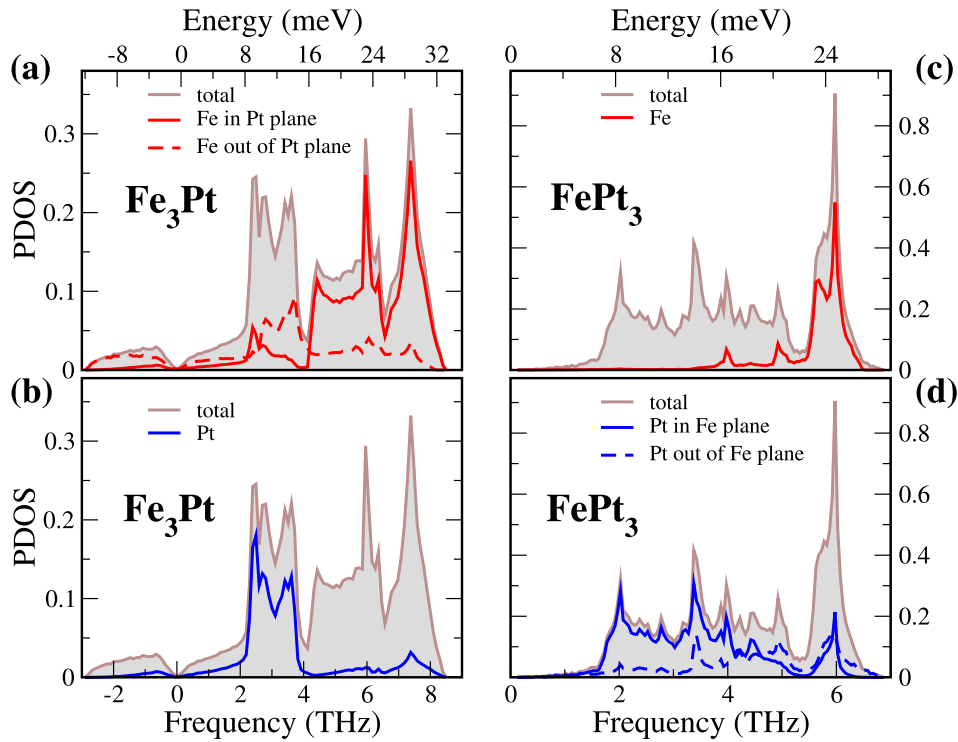 Energy (meV)
-8 0 8 16 24 32
(a)
total
Fe in Pt plane
Fe out of Pt plane
Fe3Pt
PDOS
0.3
0.2
0.1
0
Energy (meV)
0 8 16 24
(c)
total
Fe
FePt3
0.8
0.6
0.4
0.2
0
(b)
total
Pt
Fe3Pt
PDOS
0.3
0.2
0.1
0
-2 0 2 4 6 8
Frequency (THz)
(d)
total
Pt in Fe plane
Pt out of Fe plane
FePt3
0.8
0.6
0.4
0.2
0
0 2 4 6
Frequency (THz)